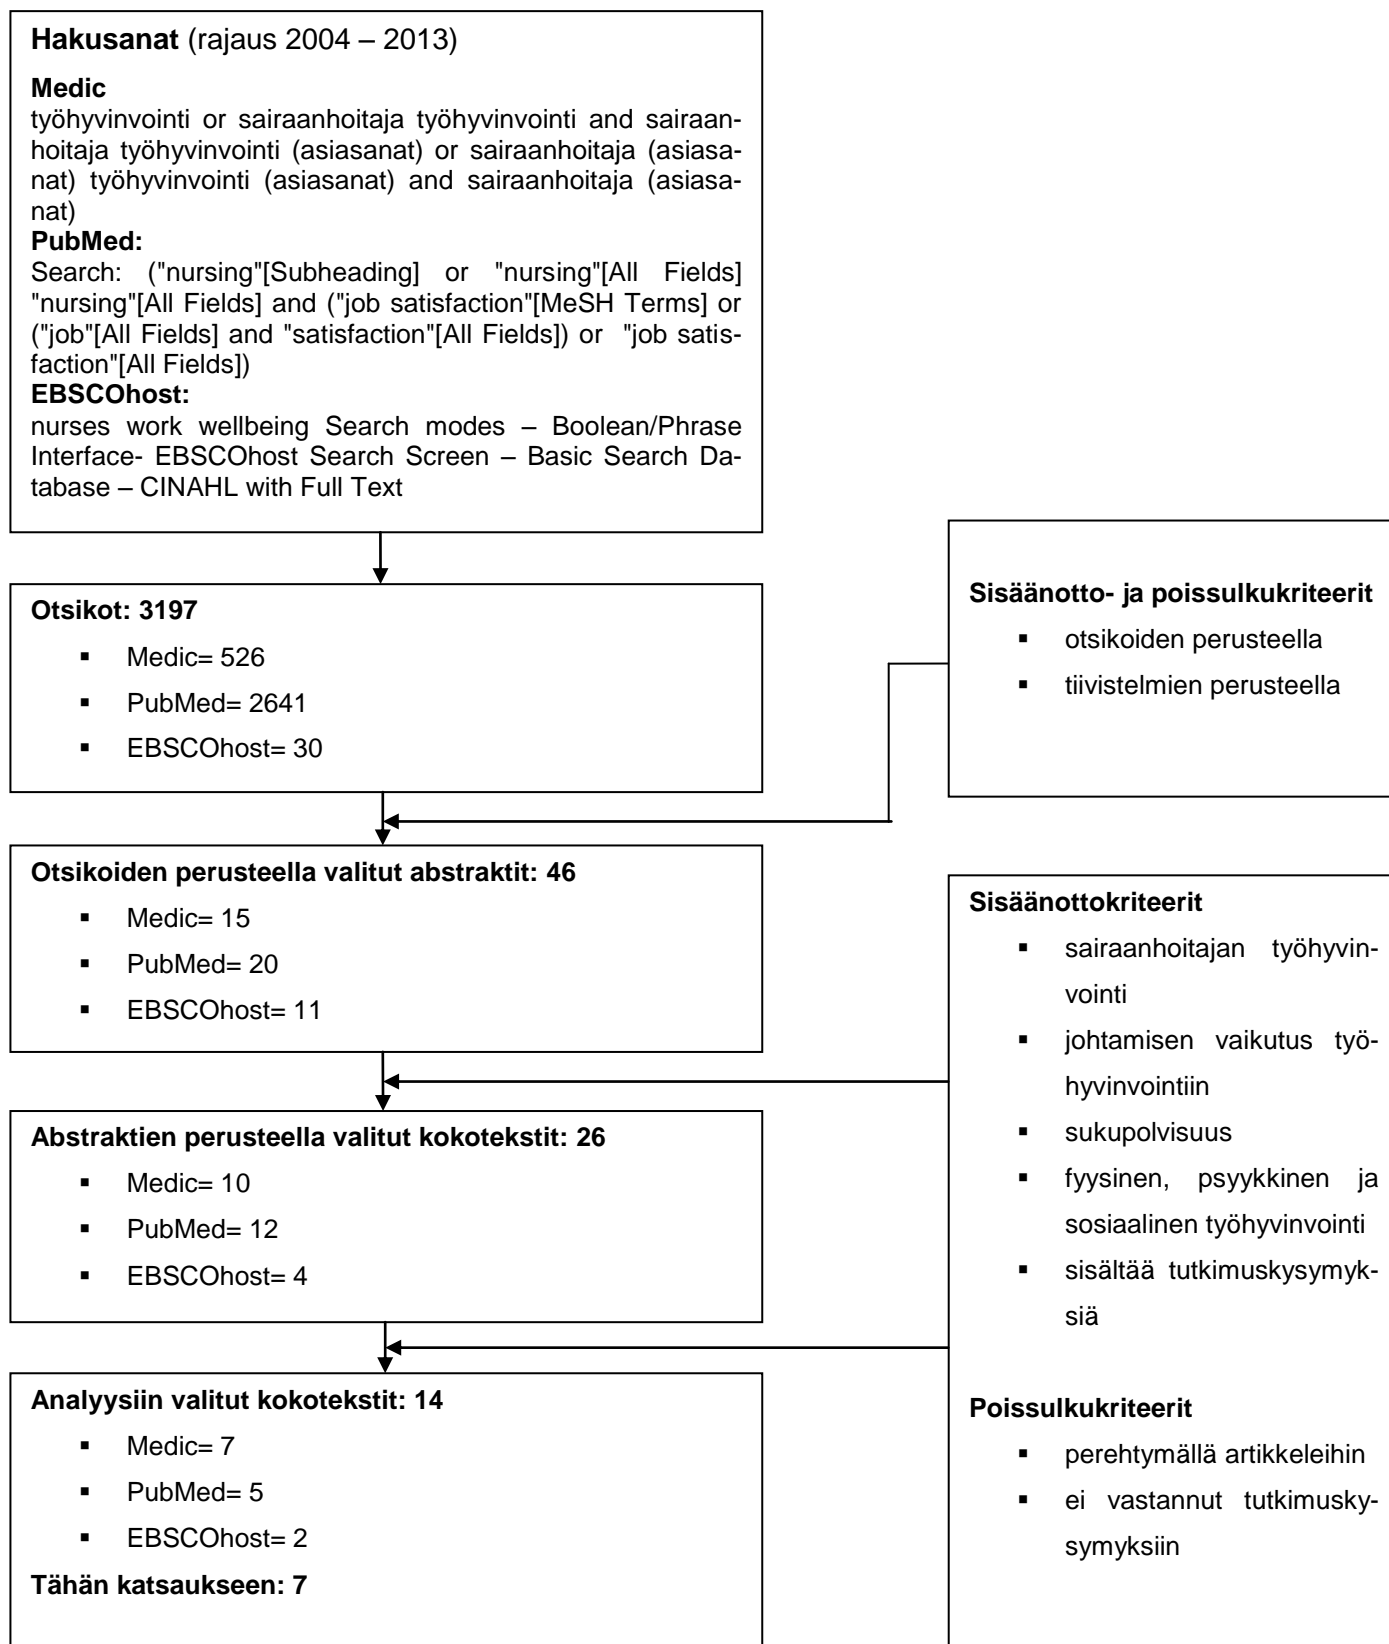 Hakusanat (rajaus 2004 – 2013)
Medic
työhyvinvointi or sairaanhoitaja työhyvinvointi and sairaan-
hoitaja työhyvinvointi (asiasanat) or sairaanhoitaja (asiasa-
nat) työhyvinvointi (asiasanat) and sairaanhoitaja (asiasa-
nat)
PubMed:
Search: ("nursing"[Subheading] or "nursing"[All Fields]
"nursing"[All Fields] and ("job satisfaction"[MeSH Terms] or
("job"[All Fields] and "satisfaction"[All Fields]) or "job satis-
faction"[All Fields])
EBSCOhost:
nurses work wellbeing Search modes – Boolean/Phrase
Interface- EBSCOhost Search Screen – Basic Search Da-
tabase – CINAHL with Full Text
Otsikot: 3197
▪ Medic= 526
▪ PubMed= 2641
▪ EBSCOhost= 30
Sisäänotto- ja poissulkukriteerit
▪ otsikoiden perusteella
▪ tiivistelmien perusteella
Otsikoiden perusteella valitut abstraktit: 46
▪ Medic= 15
▪ PubMed= 20
▪ EBSCOhost= 11
Abstraktien perusteella valitut kokotekstit: 26
▪ Medic= 10
▪ PubMed= 12
▪ EBSCOhost= 4
Analyysiin valitut kokotekstit: 14
▪ Medic= 7
▪ PubMed= 5
▪ EBSCOhost= 2
Tähän katsaukseen: 7
Sisäänottokriteerit
▪ sairaanhoitajan työhyvin-
vointi
▪ johtamisen vaikutus työ-
hyvinvointiin
▪ sukupolvisuus
▪ fyysinen, psyykkinen ja
sosiaalinen työhyvinvointi
▪ sisältää tutkimuskysymyk-
siä
Poissulkukriteerit
▪ perehtymällä artikkeleihin
▪ ei vastannut tutkimusky-
symyksiin